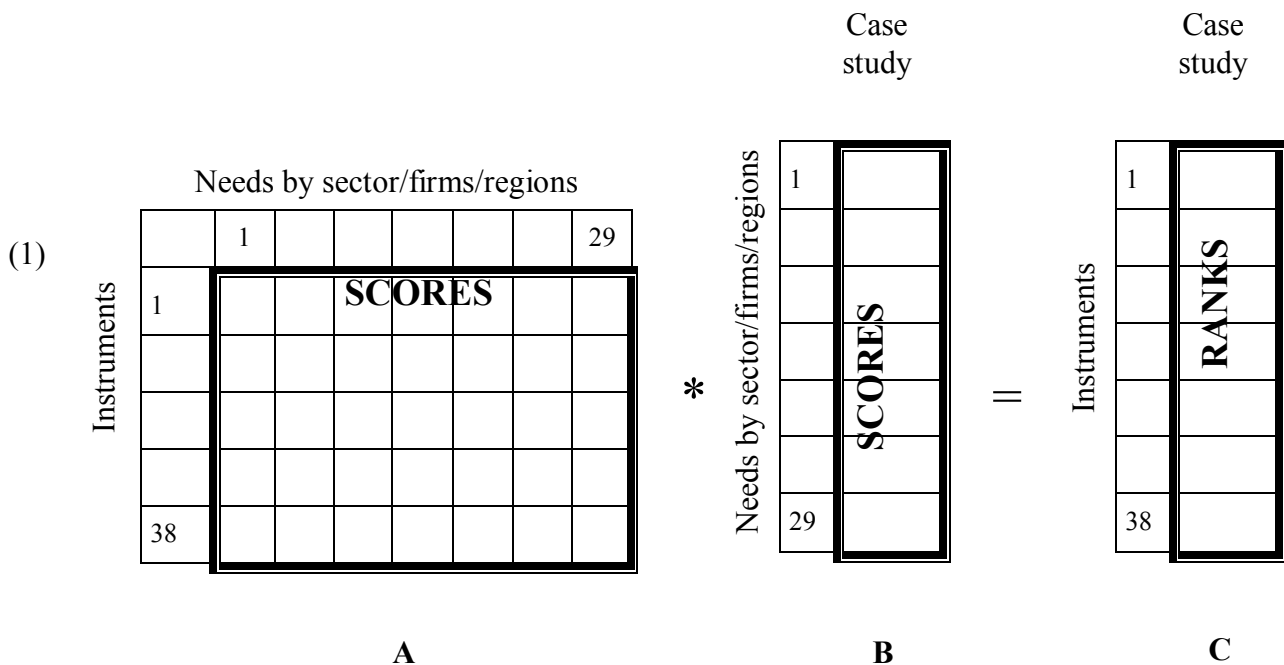 Case
study
Case
study
Needs by sector/firms/regions
(1)
1
29
Instruments
1
38
SCORES
*
Needs by sector/firms/regions
1
29
SCORES
=
Instruments
1
38
RANKS
A
B
C